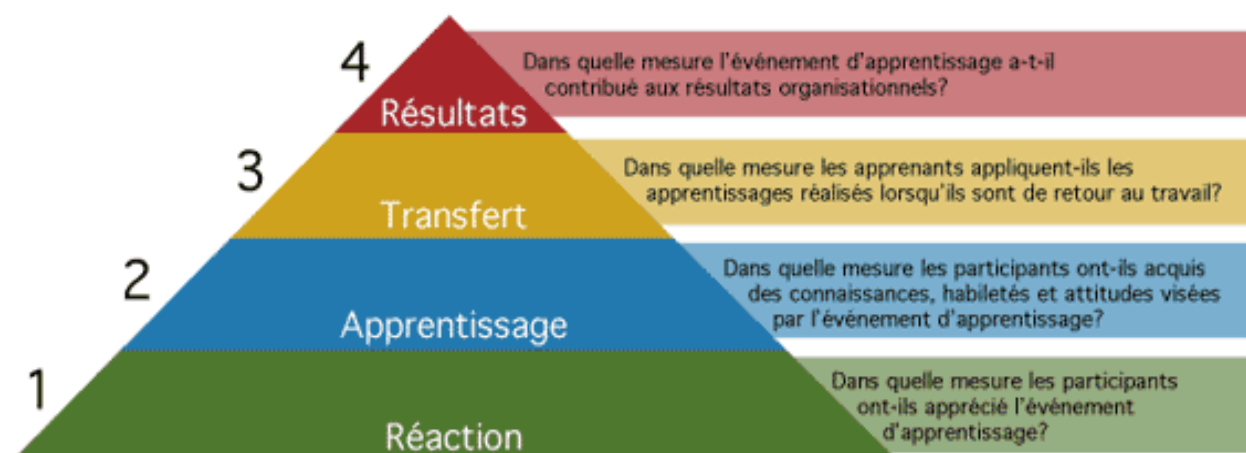 4
Résultats
Dans quelle mesure l'événement d'apprentissage a-t-il
contribué aux résultats organisationnels?
3
Transfert
Dans quelle mesure les apprenants appliquent-ils les
apprentissages réalisés lorsqu'ils sont de retour au travail?
2
Apprentissage
Dans quelle mesure les participants ont-ils acquis
des connaissances, habiletés et attitudes visées
par l'événement d'apprentissage?
1
Réaction
Dans quelle mesure les participants
ont-ils apprécié l'événement
d'apprentissage?